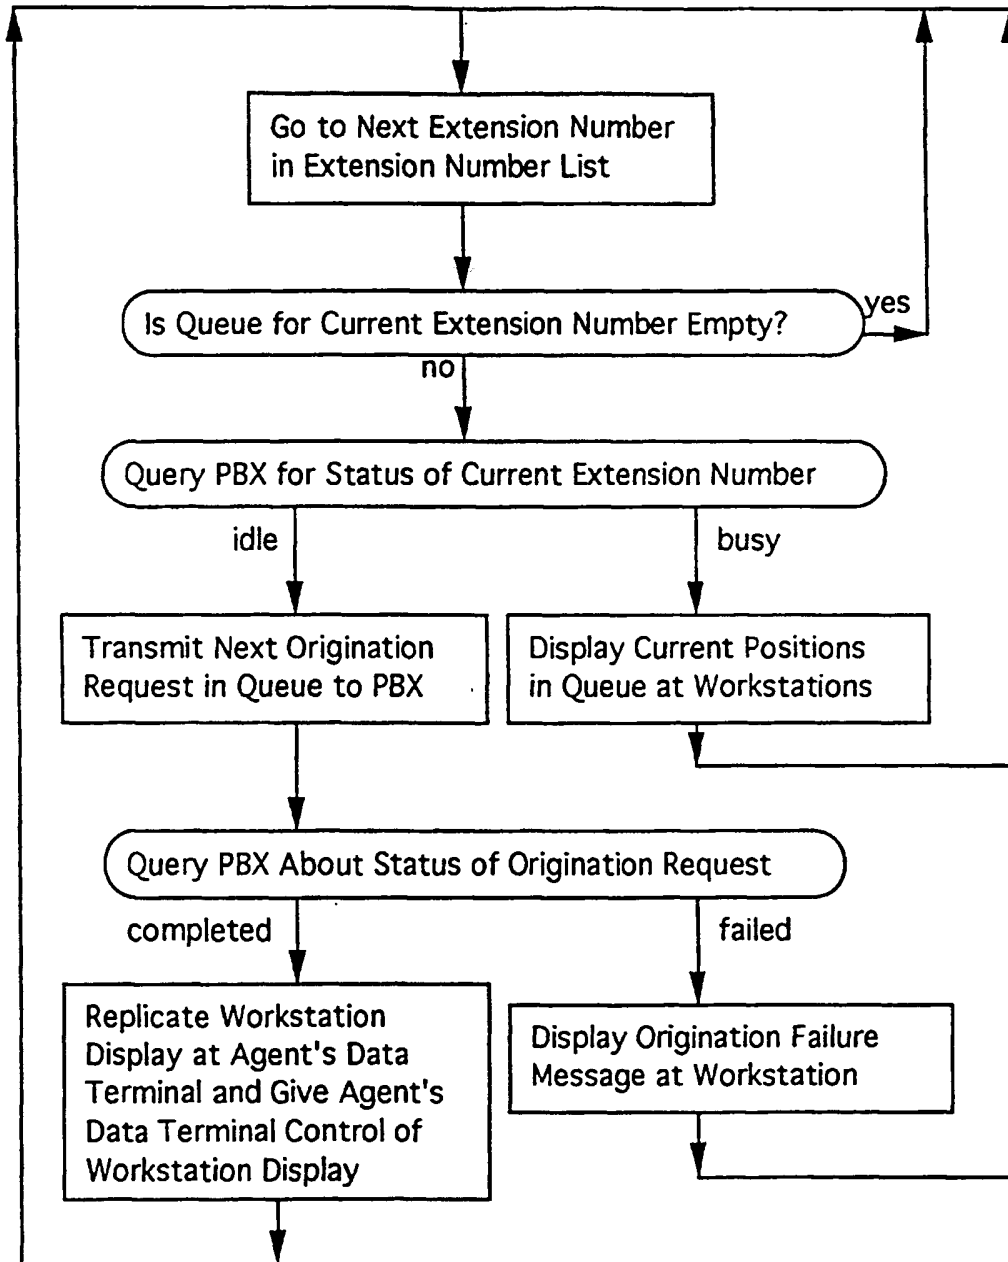 Go to Next Extension Number
in Extension Number List
Is Queue for Current Extension Number Empty?
yes
no
Query PBX for Status of Current Extension Number
idle
busy
Transmit Next Origination
Request in Queue to PBX
Display Current Positions
in Queue at Workstations
Query PBX About Status of Origination Request
completed
failed
Replicate Workstation
Display at Agent's Data
Terminal and Give Agent's
Data Terminal Control of
Workstation Display
Display Origination Failure
Message at Workstation